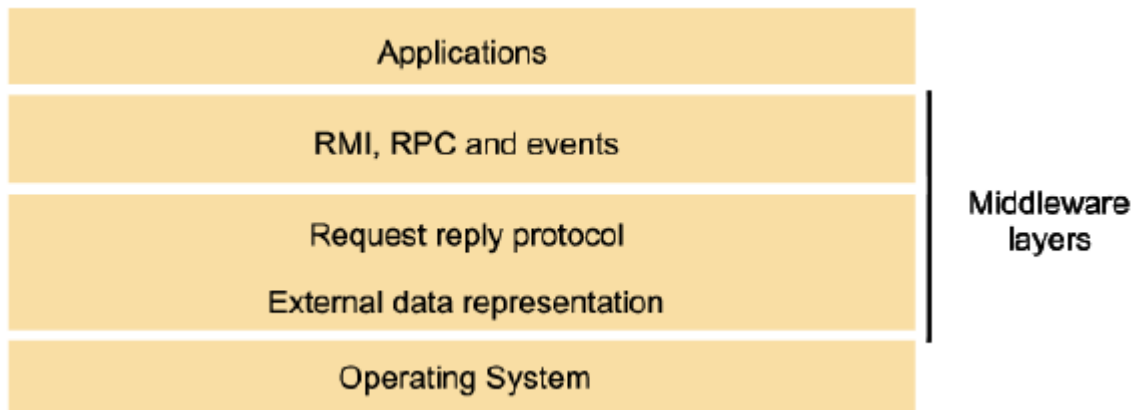 Applications
RMI, RPC and events
Request reply protocol
External data representation
Operating System
Middleware
layers